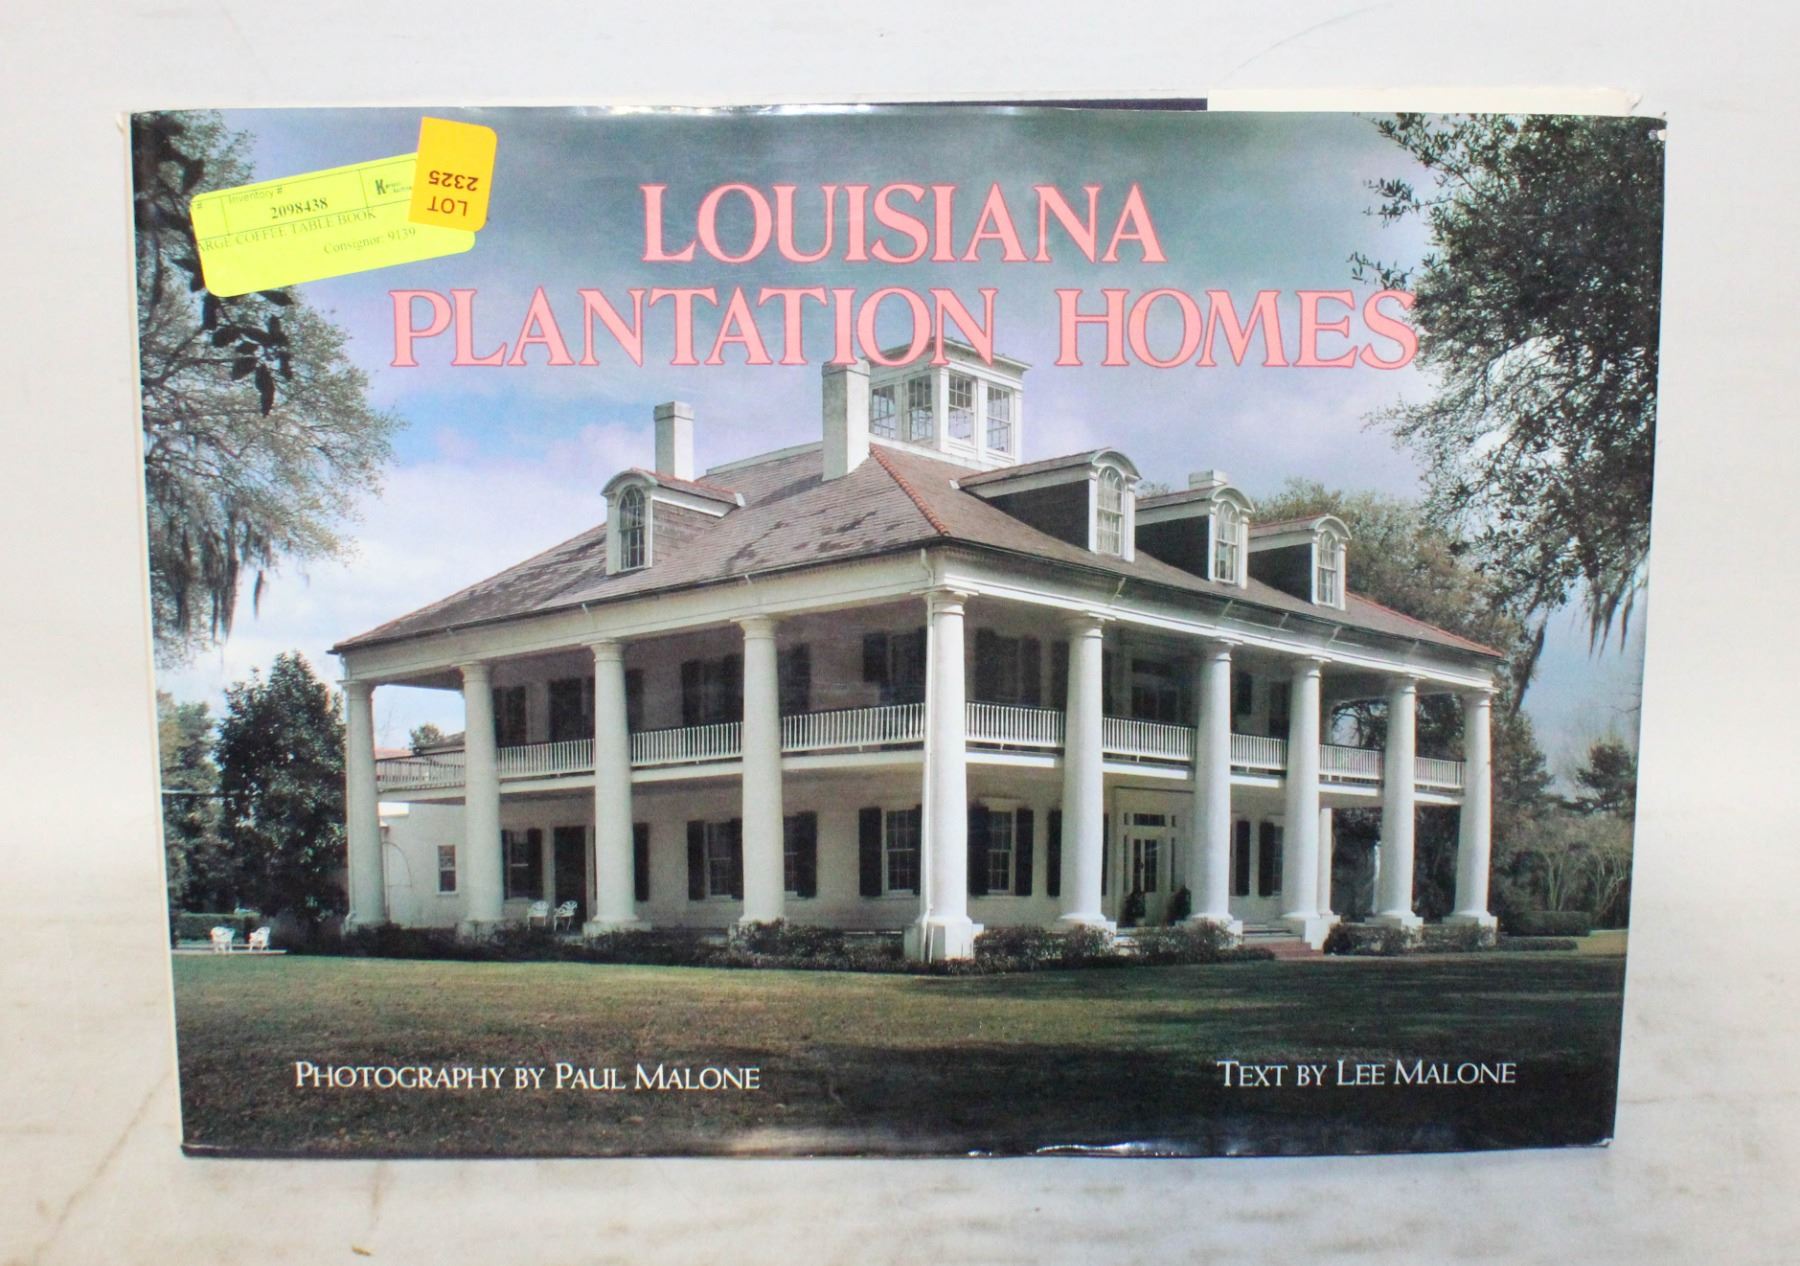 Inventory #
#
2098438
ARGE COFFEE TABLE BOOK
Consignor: 9139
LOT
2325
LOUISIANA
PLANTATION HOMES
PHOTOGRAPHY BY PAUL MALONE
TEXT BY LEE MALONE